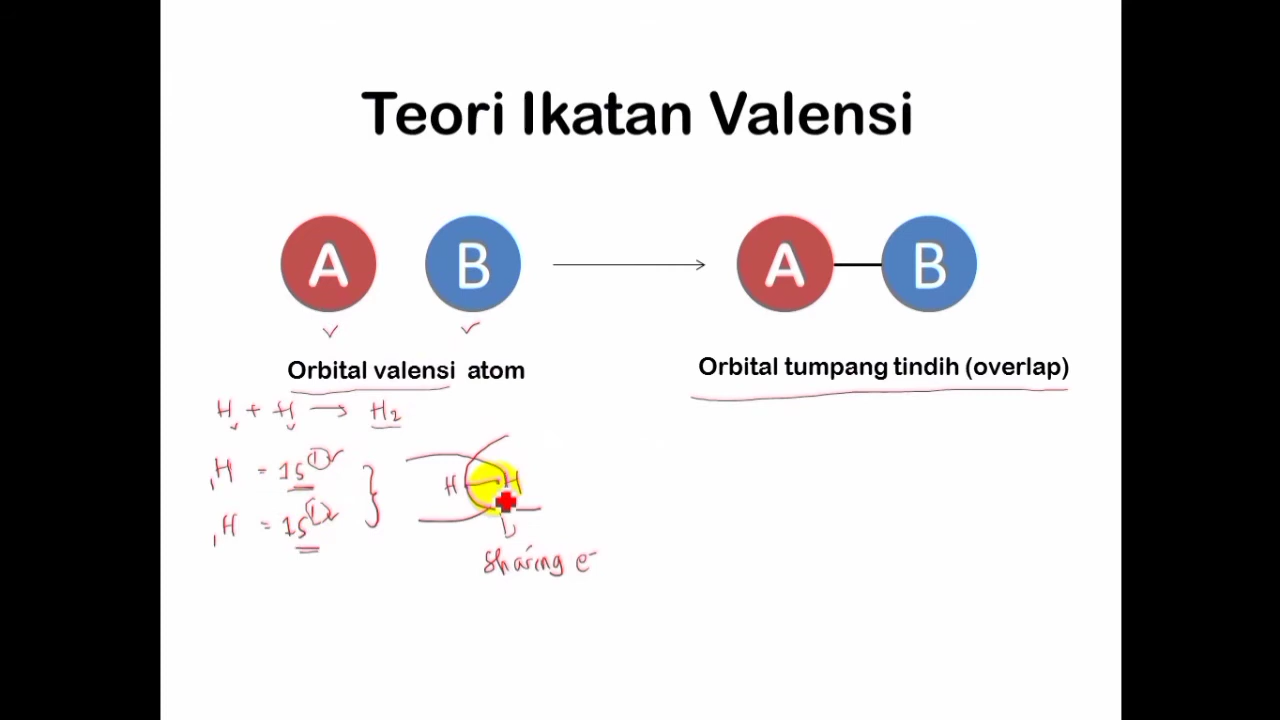 Teori Ikatan Valensi
A B A B
Orbital valensi atom
Orbital tumpang tindih (overlap)
H + H → H₂
₁H = 1s¹
₁H = 1s¹
H - H
sharing e⁻